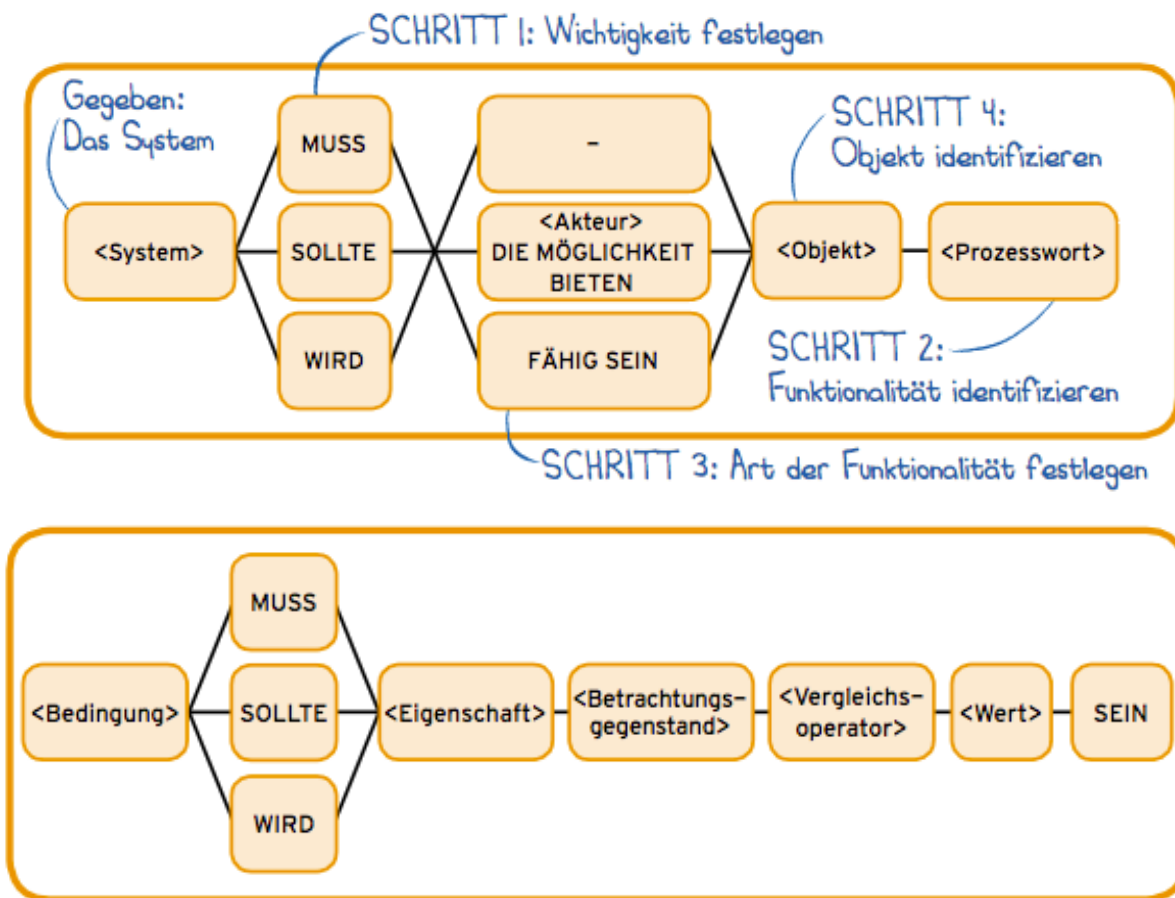 SCHRITT 1: Wichtigkeit festlegen
Gegeben:
Das System
<System>
MUSS
SOLLTE
WIRD
–
<Akteur>
DIE MÖGLICHKEIT
BIETEN
FÄHIG SEIN
SCHRITT 4:
Objekt identifizieren
<Objekt>
<Prozesswort>
SCHRITT 2:
Funktionalität identifizieren
SCHRITT 3: Art der Funktionalität festlegen
<Bedingung>
MUSS
SOLLTE
WIRD
<Eigenschaft>
<Betrachtungs-
gegenstand>
<Vergleichs-
operator>
<Wert>
SEIN